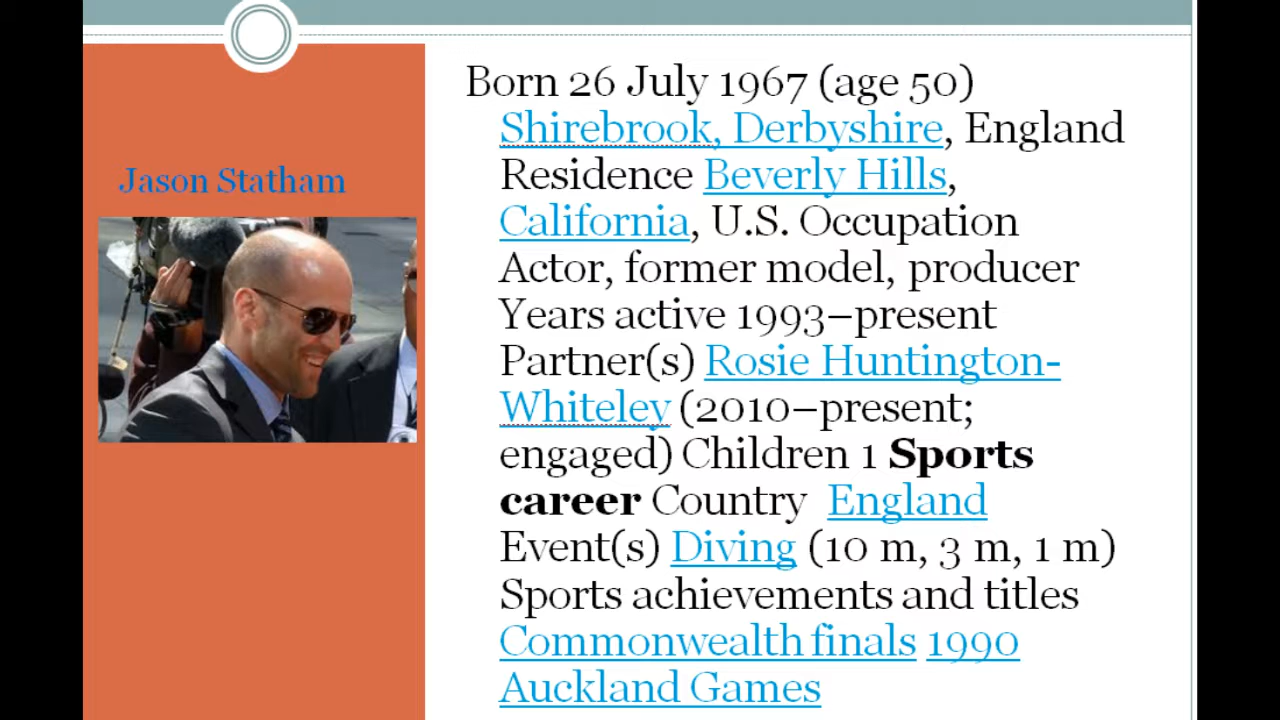 Jason Statham
Born 26 July 1967 (age 50)
Shirebrook, Derbyshire, England
Residence Beverly Hills,
California, U.S. Occupation
Actor, former model, producer
Years active 1993–present
Partner(s) Rosie Huntington-
Whiteley (2010–present;
engaged) Children 1 Sports
career Country England
Event(s) Diving (10 m, 3 m, 1 m)
Sports achievements and titles
Commonwealth finals 1990
Auckland Games